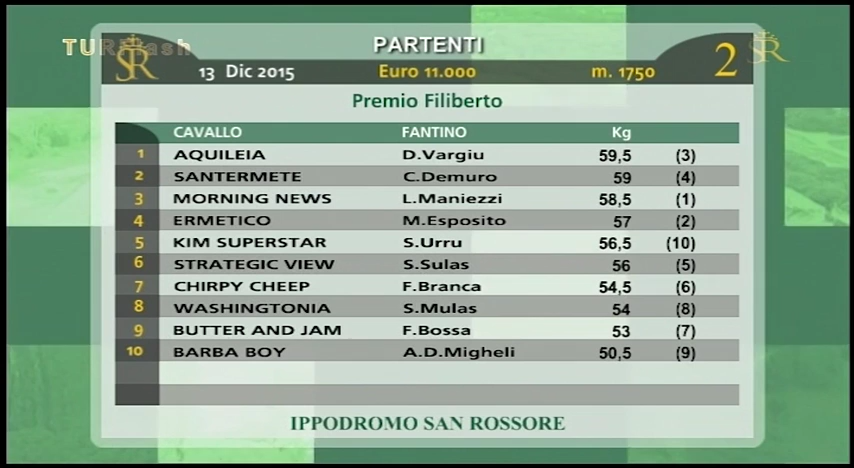 TURFlash
PARTENTI
SR 13 Dic 2015 Euro 11.000 m. 1750 2 SR
Premio Filiberto
CAVALLO FANTINO Kg
1 AQUILEIA D.Vargiu 59,5 (3)
2 SANTERMETE C.Demuro 59 (4)
3 MORNING NEWS L.Maniezzi 58,5 (1)
4 ERMETICO M.Esposito 57 (2)
5 KIM SUPERSTAR S.Urru 56,5 (10)
6 STRATEGIC VIEW S.Sulas 56 (5)
7 CHIRPY CHEEP F.Branca 54,5 (6)
8 WASHINGTONIA S.Mulas 54 (8)
9 BUTTER AND JAM F.Bossa 53 (7)
10 BARBA BOY A.D.Migheli 50,5 (9)
IPPODROMO SAN ROSSORE